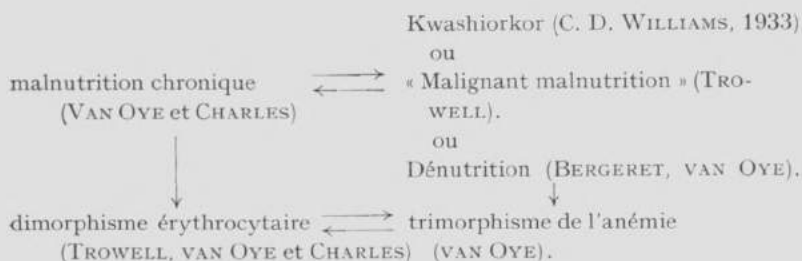 Kwashiorkor (C. D. WILLIAMS, 1933)
ou
malnutrition chronique
(VAN OYE et CHARLES)
« Malignant malnutrition » (TRO-
WELL).
ou
Dénutrition (BERGERET, VAN OYE).
dimorphisme érythrocytaire
(TROWELL, VAN OYE et CHARLES)
trimorphisme de l'anémie
(VAN OYE).